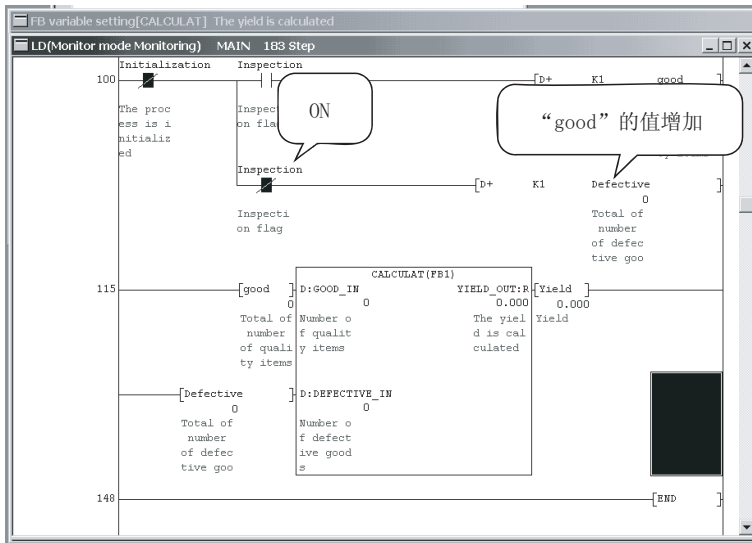 FB variable setting[CALCULAT] The yield is calculated
LD(Monitor mode Monitoring) MAIN 183 Step
Initialization Inspection
100 [D+ K1 good ]
The proc
ess is i
nitializ
ed
Inspec
on fla
ON
“good”的值增加
Inspection
[D+ K1 Defective ]
0
Inspecti
on flag
Total of
number
of defec
tive goo
CALCULAT(FB1)
115 [good ] D:GOOD_IN YIELD_OUT:R [Yield ]
0 0 0.000 0.000
Total of
number
of quali
ty items
Number o
f qualit
y items
The yiel
d is cal
culated
Yield
[Defective ] D:DEFECTIVE_IN
0 0
Total of
number
of defec
tive goo
Number o
f defect
ive good
s
148 [END ]